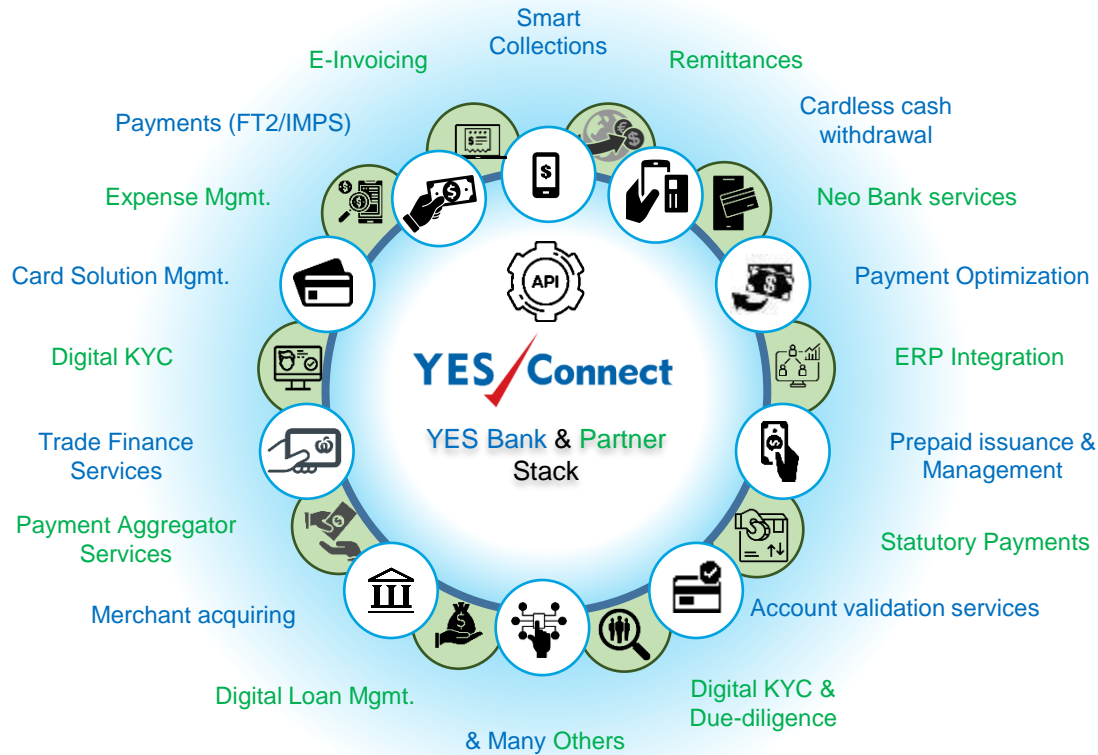 Smart
Collections
E-Invoicing
Remittances
Payments (FT2/IMPS)
Cardless cash
withdrawal
Expense Mgmt.
Neo Bank services
Card Solution Mgmt.
Payment Optimization
API
Digital KYC
ERP Integration
YES Connect
YES Bank & Partner
Stack
Trade Finance
Services
Prepaid issuance &
Management
Payment Aggregator
Services
Statutory Payments
Merchant acquiring
Account validation services
Digital Loan Mgmt.
Digital KYC &
Due-diligence
& Many Others